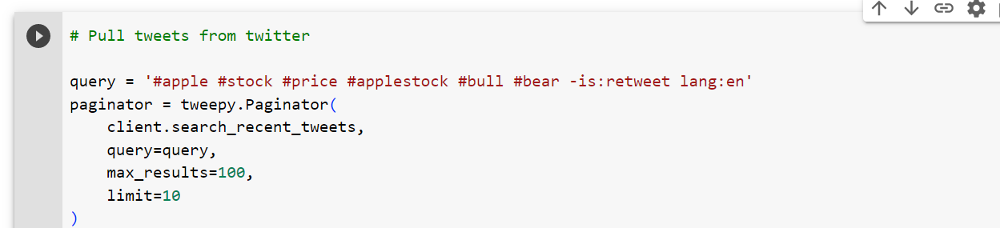 # Pull tweets from twitter
query = '#apple #stock #price #applestock #bull #bear -is:retweet lang:en'
paginator = tweepy.Paginator(
    client.search_recent_tweets,
    query=query,
    max_results=100,
    limit=10
)